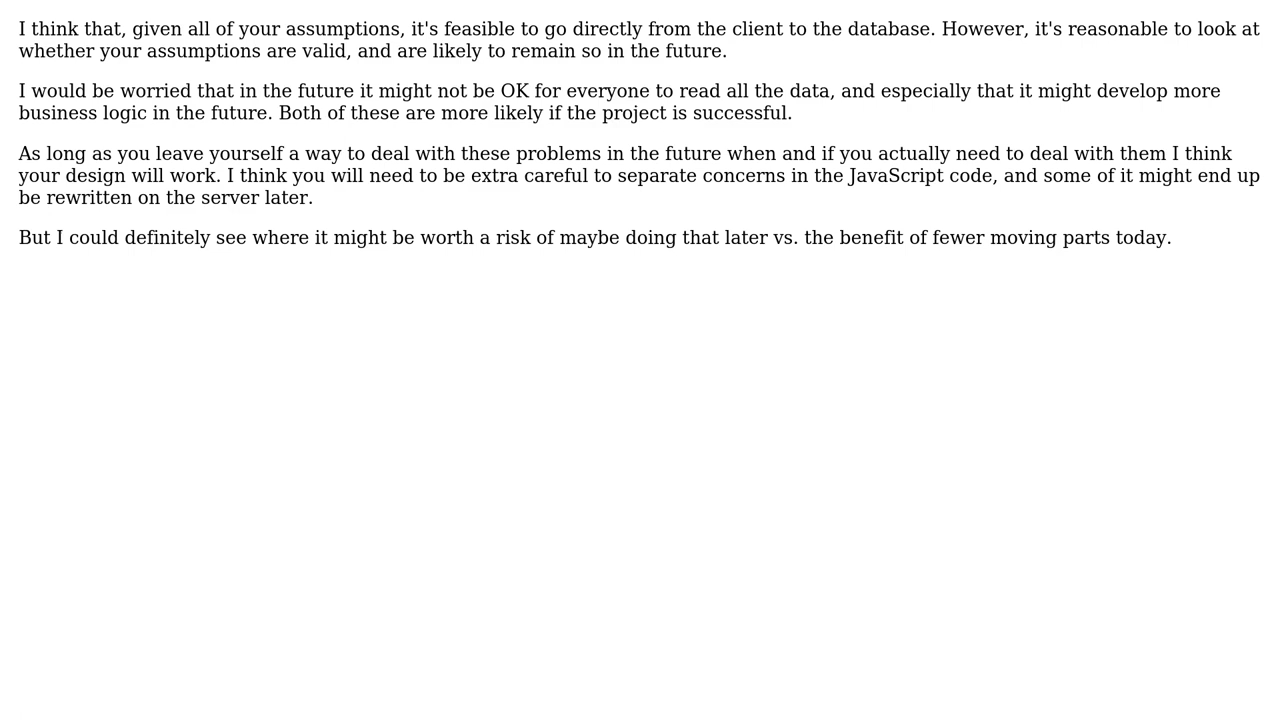 I think that, given all of your assumptions, it's feasible to go directly from the client to the database. However, it's reasonable to look at
whether your assumptions are valid, and are likely to remain so in the future.
I would be worried that in the future it might not be OK for everyone to read all the data, and especially that it might develop more
business logic in the future. Both of these are more likely if the project is successful.
As long as you leave yourself a way to deal with these problems in the future when and if you actually need to deal with them I think
your design will work. I think you will need to be extra careful to separate concerns in the JavaScript code, and some of it might end up
be rewritten on the server later.
But I could definitely see where it might be worth a risk of maybe doing that later vs. the benefit of fewer moving parts today.